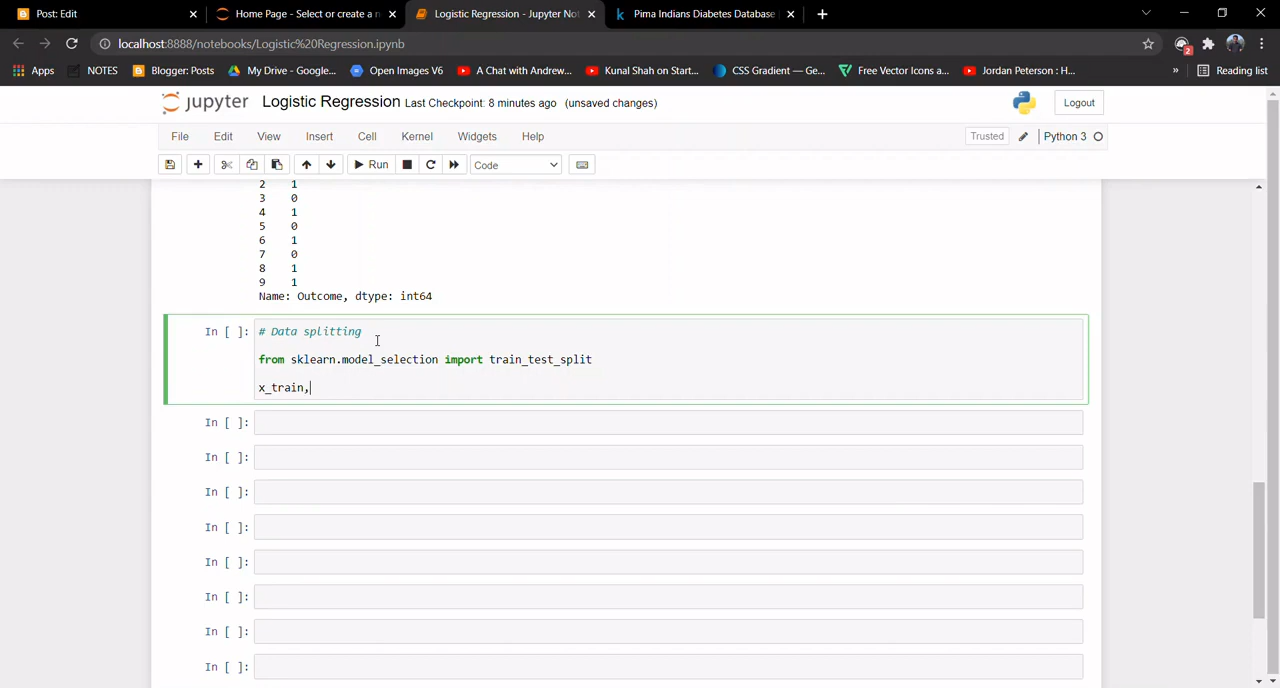 Post: Edit
Home Page - Select or create a n
Logistic Regression - Jupyter No
Pima Indians Diabetes Database
localhost:8888/notebooks/Logistic%20Regression.ipynb
2
Apps
NOTES
Blogger: Posts
My Drive - Google...
Open Images V6
A Chat with Andrew...
Kunal Shah on Start...
CSS Gradient — Ge...
Free Vector Icons a...
Jordan Peterson : H...
»
Reading list
jupyter Logistic Regression Last Checkpoint: 8 minutes ago (unsaved changes)
Logout
File Edit View Insert Cell Kernel Widgets Help
Trusted
Python 3
Run
Code
2 1
3 0
4 1
5 0
6 1
7 0
8 1
9 1
Name: Outcome, dtype: int64
In [ ]: # Data splitting
from sklearn.model_selection import train_test_split
x_train,
In [ ]:
In [ ]:
In [ ]:
In [ ]:
In [ ]:
In [ ]:
In [ ]:
In [ ]: